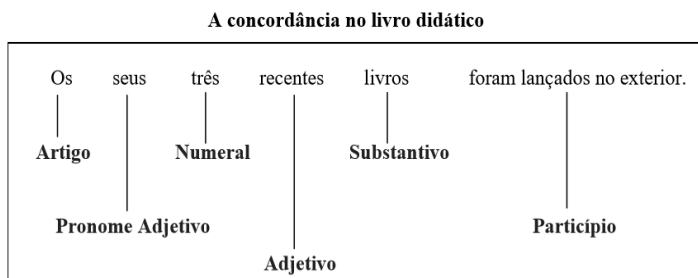 A concordância no livro didático
Os seus três recentes livros foram lançados no exterior.
Artigo Numeral Substantivo
Pronome Adjetivo Particípio
Adjetivo